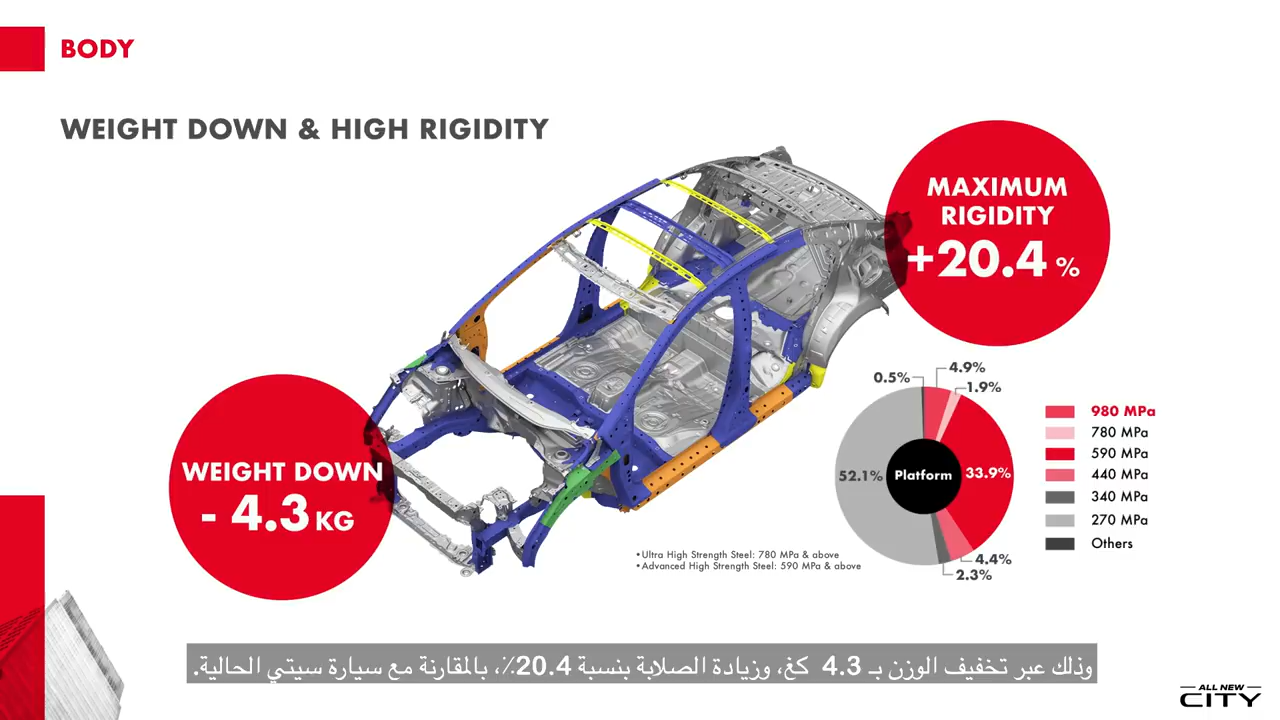 BODY
WEIGHT DOWN & HIGH RIGIDITY
MAXIMUM
RIGIDITY
+20.4 %
WEIGHT DOWN
- 4.3 KG
0.5%
4.9%
1.9%
52.1%
Platform
33.9%
4.4%
2.3%
980 MPa
780 MPa
590 MPa
440 MPa
340 MPa
270 MPa
Others
•Ultra High Strength Steel: 780 MPa & above
•Advanced High Strength Steel: 590 MPa & above
وذلك عبر تخفيف الوزن بـ 4.3 كغ، وزيادة الصلابة بنسبة 20.4٪، بالمقارنة مع سيارة سيتي الحالية.
ALL NEW
CITY